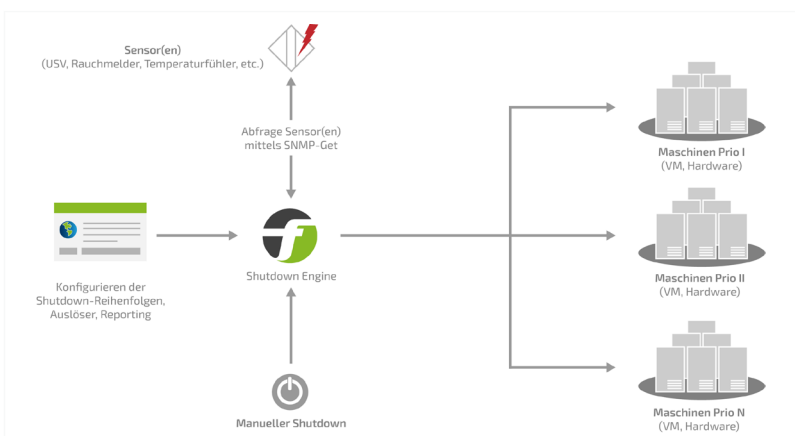 Sensor(en)
(USV, Rauchmelder, Temperaturfühler, etc.)
Abfrage Sensor(en)
mittels SNMP-Get
Maschinen Prio I
(VM, Hardware)
Shutdown Engine
Konfigurieren der
Shutdown-Reihenfolgen,
Auslöser, Reporting
Maschinen Prio II
(VM, Hardware)
Manueller Shutdown
Maschinen Prio N
(VM, Hardware)